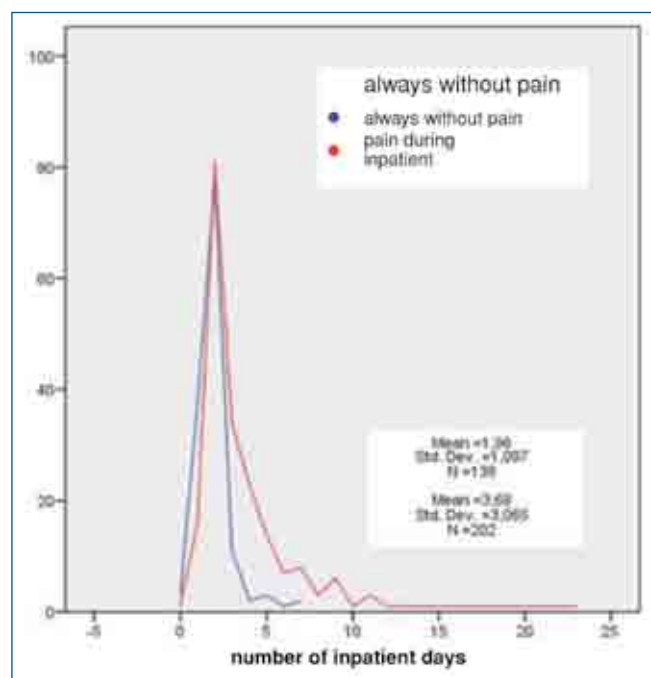 100
always without pain
always without pain
pain during
inpatient
80
60
40
Mean =1,96
Std. Dev. =1,097
N =138
Mean =3,68
Std. Dev. =3,065
N =202
20
0
-5
0
5
10
15
20
25
number of inpatient days